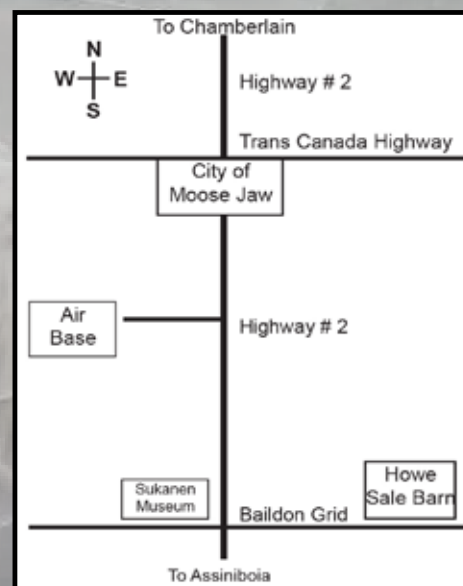 To Chamberlain
N
W E
S
Highway # 2
Trans Canada Highway
City of
Moose Jaw
Air
Base
Highway # 2
Sukanen
Museum
Howe
Sale Barn
Baildon Grid
To Assiniboia